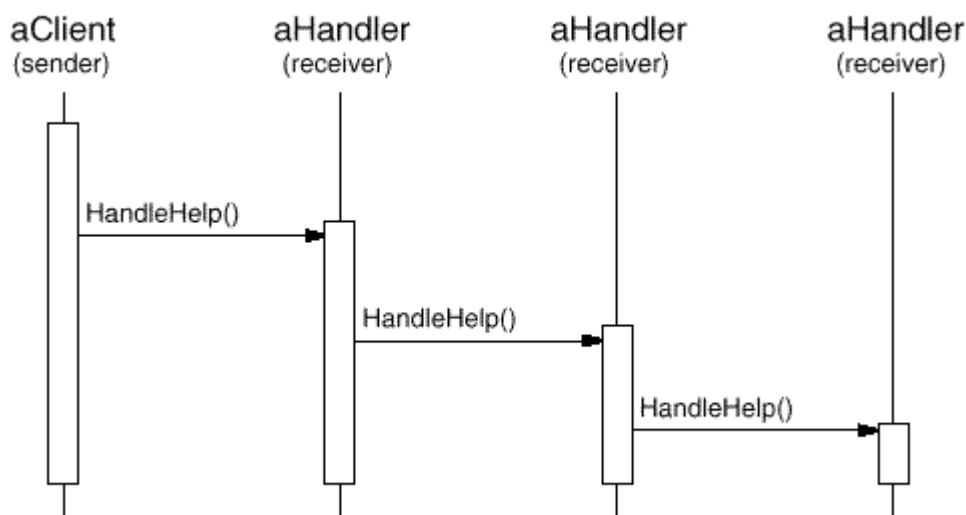 aClient
(sender)
aHandler
(receiver)
aHandler
(receiver)
aHandler
(receiver)
HandleHelp()
HandleHelp()
HandleHelp()